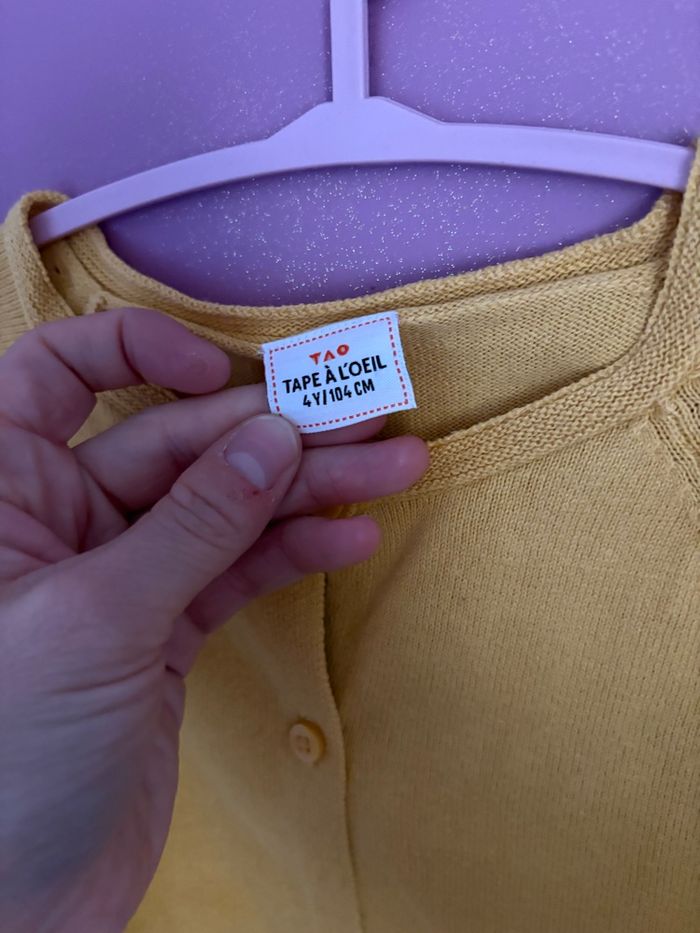 TAO
TAPE À L'OEIL
4Y/104 CM